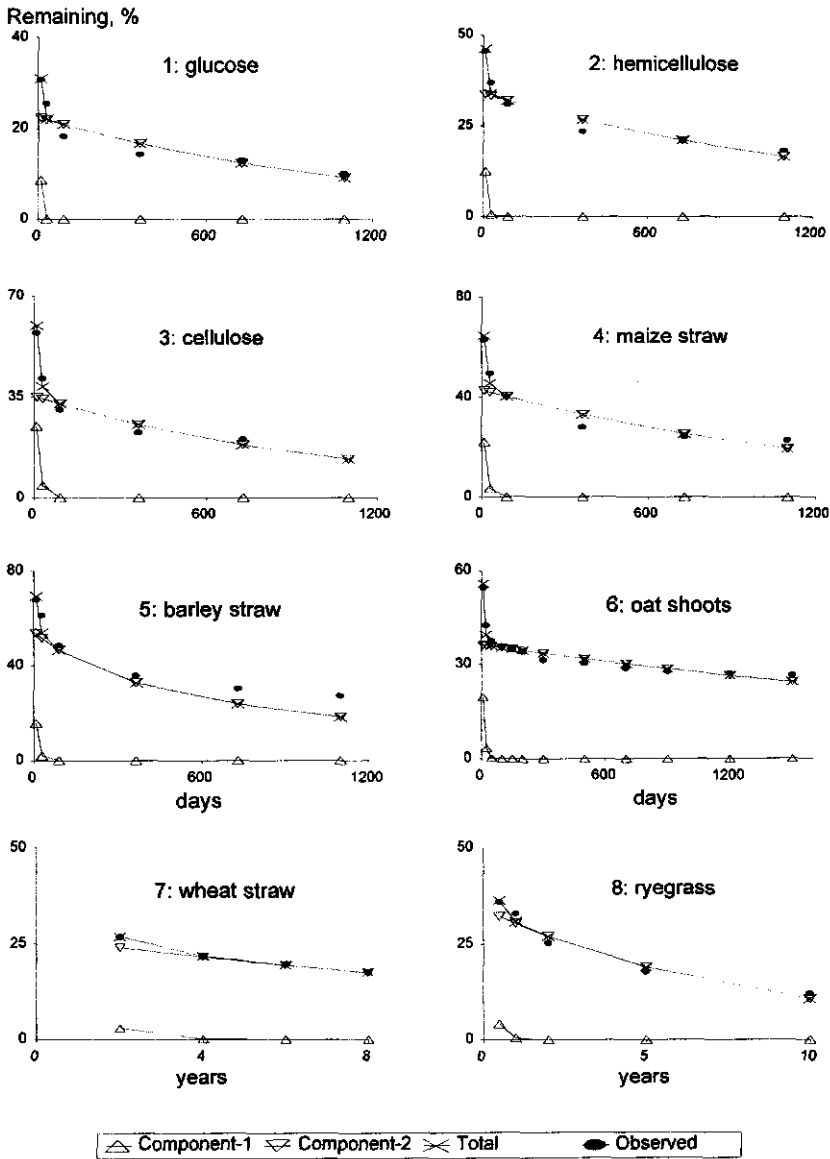 Remaining, %
40
1: glucose
20
0
0 600 1200
50
2: hemicellulose
25
0
0 600 1200
70
3: cellulose
35
0
0 600 1200
80
4: maize straw
40
0
0 600 1200
80
5: barley straw
40
0
0 600 1200
days
60
6: oat shoots
30
0
0 600 1200
days
50
7: wheat straw
25
0
0 4 8
years
50
8: ryegrass
25
0
0 5 10
years
Component-1 Component-2 Total Observed